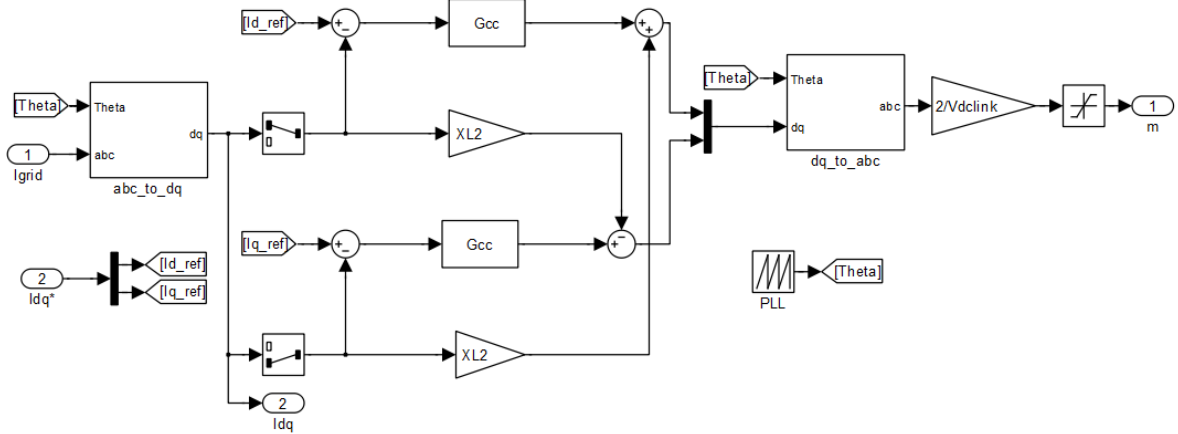 [Id_ref]
+
−
Gcc
+
+
[Theta]
Theta
dq
abc
abc_to_dq
1
Igrid
XL2
[Theta]
Theta
abc
dq
dq_to_abc
2/Vdclink
1
m
[Iq_ref]
+
−
Gcc
−
+
2
Idq*
[Id_ref]
[Iq_ref]
PLL
[Theta]
XL2
2
Idq